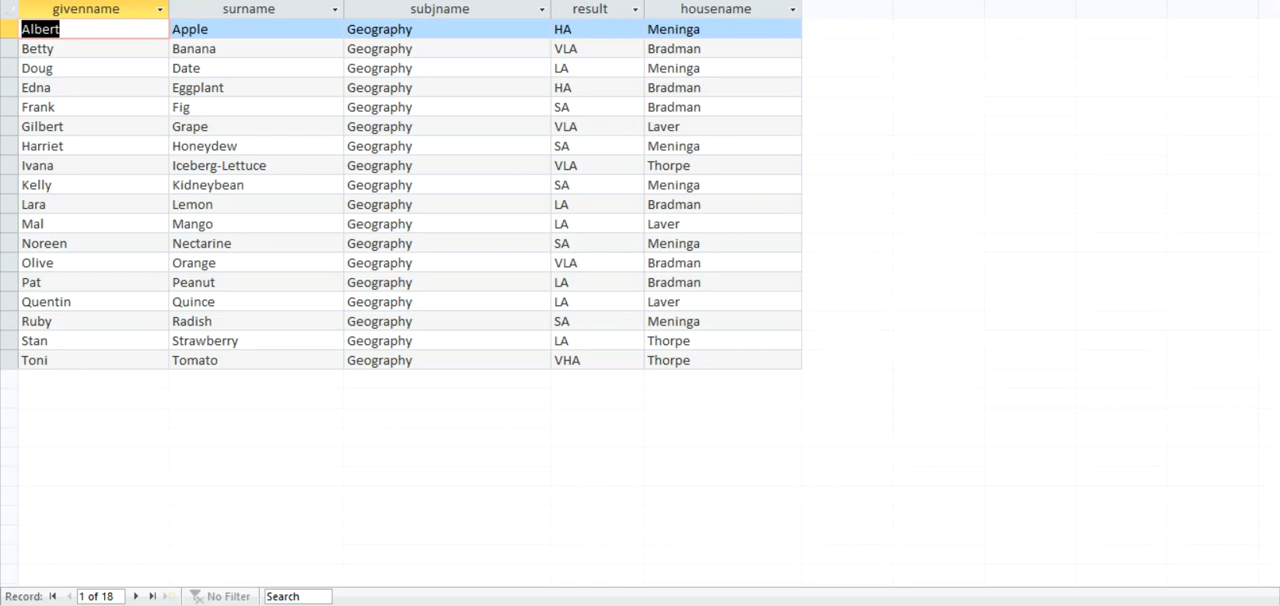 givenname surname subjname result housename
Albert Apple Geography HA Meninga
Betty Banana Geography VLA Bradman
Doug Date Geography LA Meninga
Edna Eggplant Geography HA Bradman
Frank Fig Geography SA Bradman
Gilbert Grape Geography VLA Laver
Harriet Honeydew Geography SA Meninga
Ivana Iceberg-Lettuce Geography VLA Thorpe
Kelly Kidneybean Geography SA Meninga
Lara Lemon Geography LA Bradman
Mal Mango Geography LA Laver
Noreen Nectarine Geography SA Meninga
Olive Orange Geography VLA Bradman
Pat Peanut Geography LA Bradman
Quentin Quince Geography LA Laver
Ruby Radish Geography SA Meninga
Stan Strawberry Geography LA Thorpe
Toni Tomato Geography VHA Thorpe
Record: 1 of 18 No Filter Search